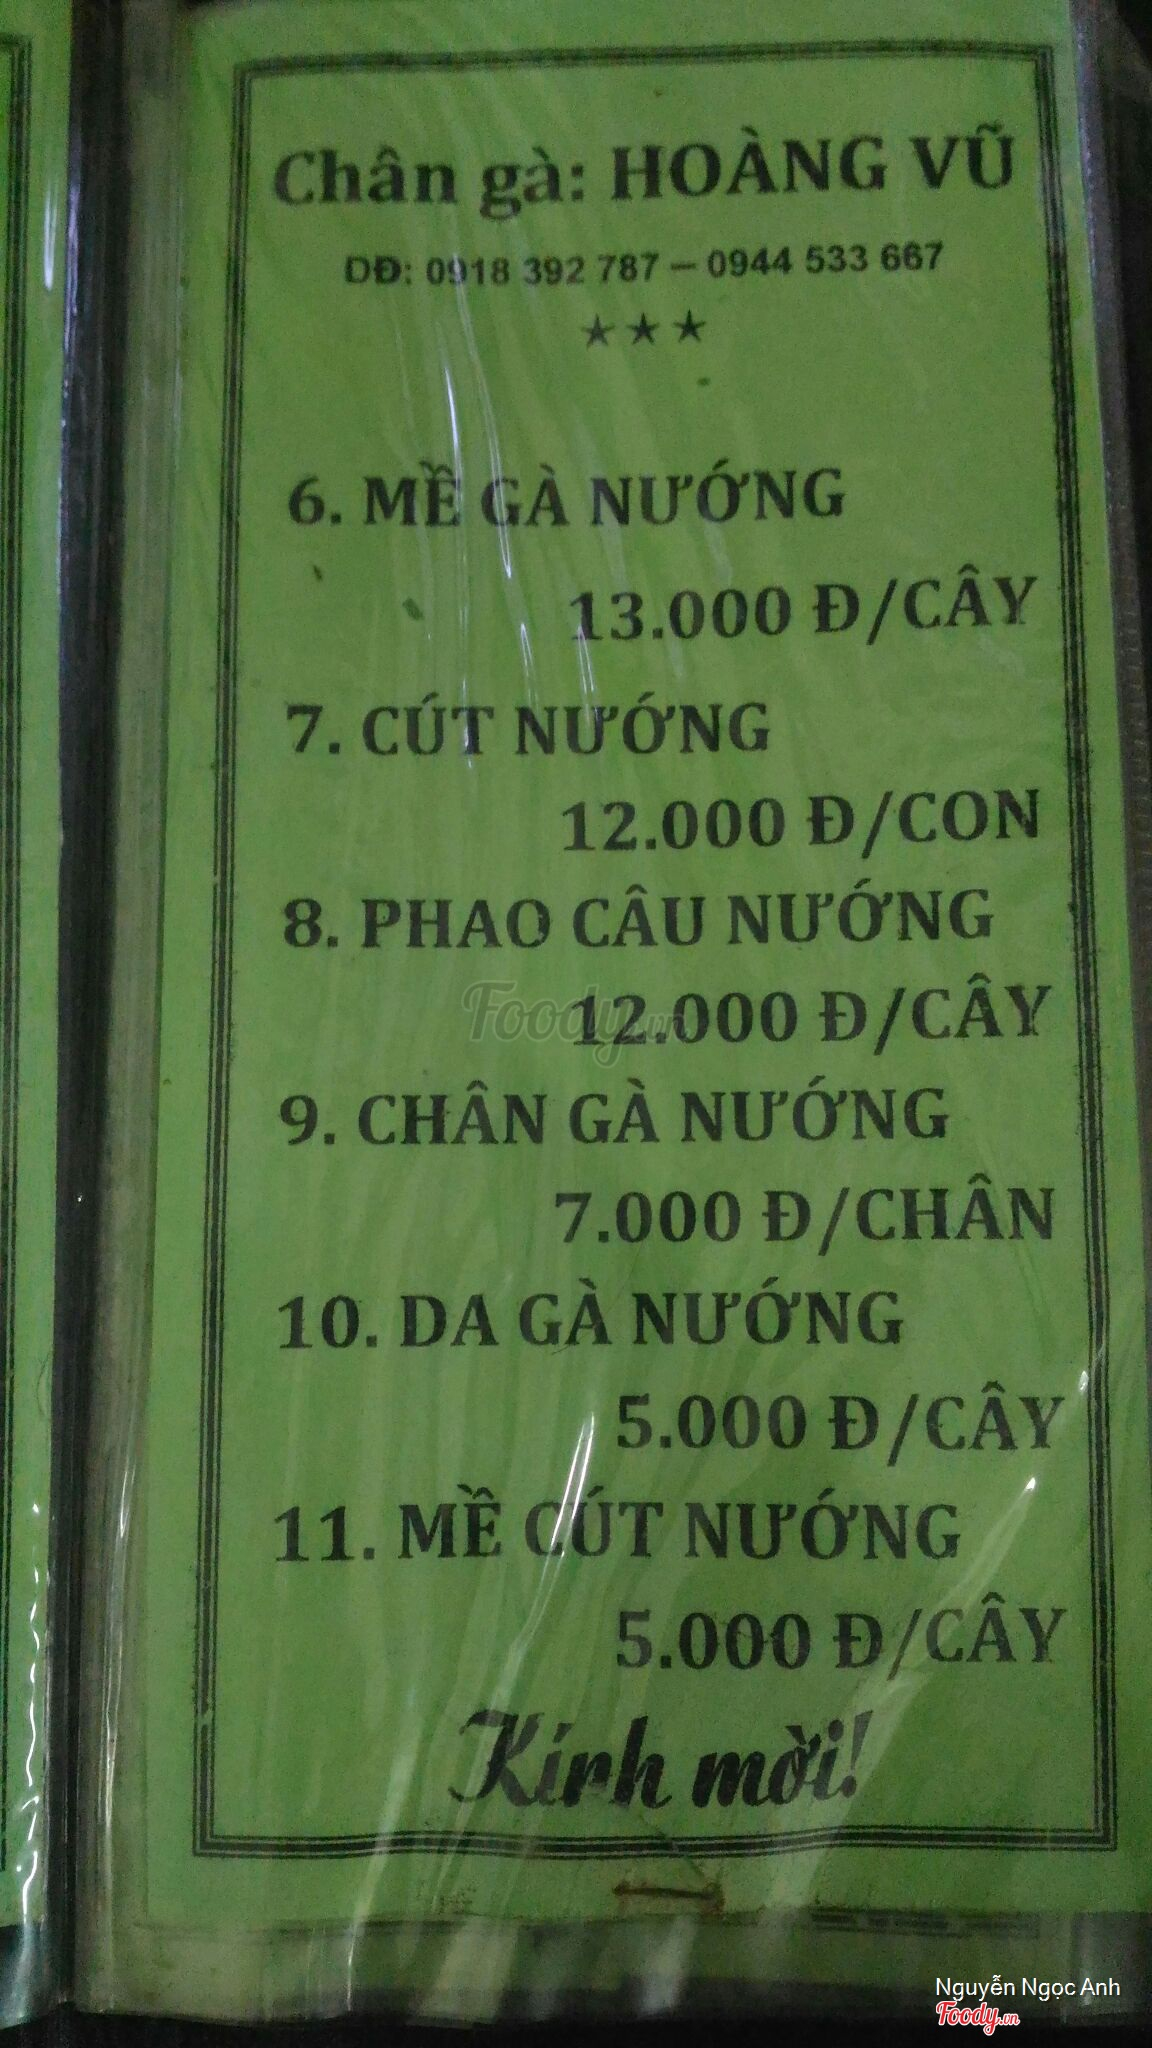 Chân gà: HOÀNG VŨ
DĐ: 0918 392 787 – 0944 533 667
★★★
6. MỀ GÀ NƯỚNG
13.000 Đ/CÂY
7. CÚT NƯỚNG
12.000 Đ/CON
8. PHAO CÂU NƯỚNG
12.000 Đ/CÂY
9. CHÂN GÀ NƯỚNG
7.000 Đ/CHÂN
10. DA GÀ NƯỚNG
5.000 Đ/CÂY
11. MỀ CÚT NƯỚNG
5.000 Đ/CÂY
Kính mời!
Foody.vn
Nguyễn Ngọc Anh
Foody.vn